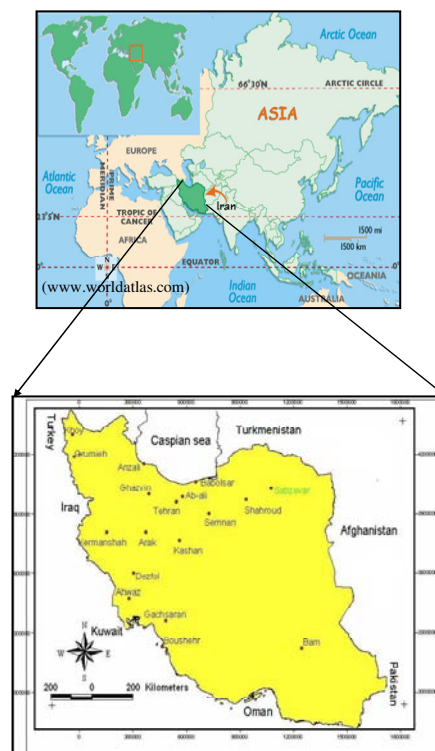 Arctic Ocean
66°30'N ARCTIC CIRCLE
ASIA
EUROPE
Atlantic
Ocean
PRIME
MERIDIAN
Pacific
Ocean
Iran
TROPIC OF
CANCER
AFRICA
1500 mi
1500 km
EQUATOR
N
W E
0°
0°
OCEANIA
Indian
Ocean
AUSTRALIA
(www.worldatlas.com)
Turkey
Khoy
Caspian sea
Turkmenistan
Orumieh
Anzali
Babolsar
Ghazvin
Ab-ali
Sabzevar
Iraq
Tehran
Semnan
Shahroud
Afghanistan
Kermanshah
Arak
Kashan
Dezful
Ahwaz
Gachsaran
Kuwait
Boushehr
Bam
N
W E
S
Pakistan
200 0 200 Kilometers
Oman